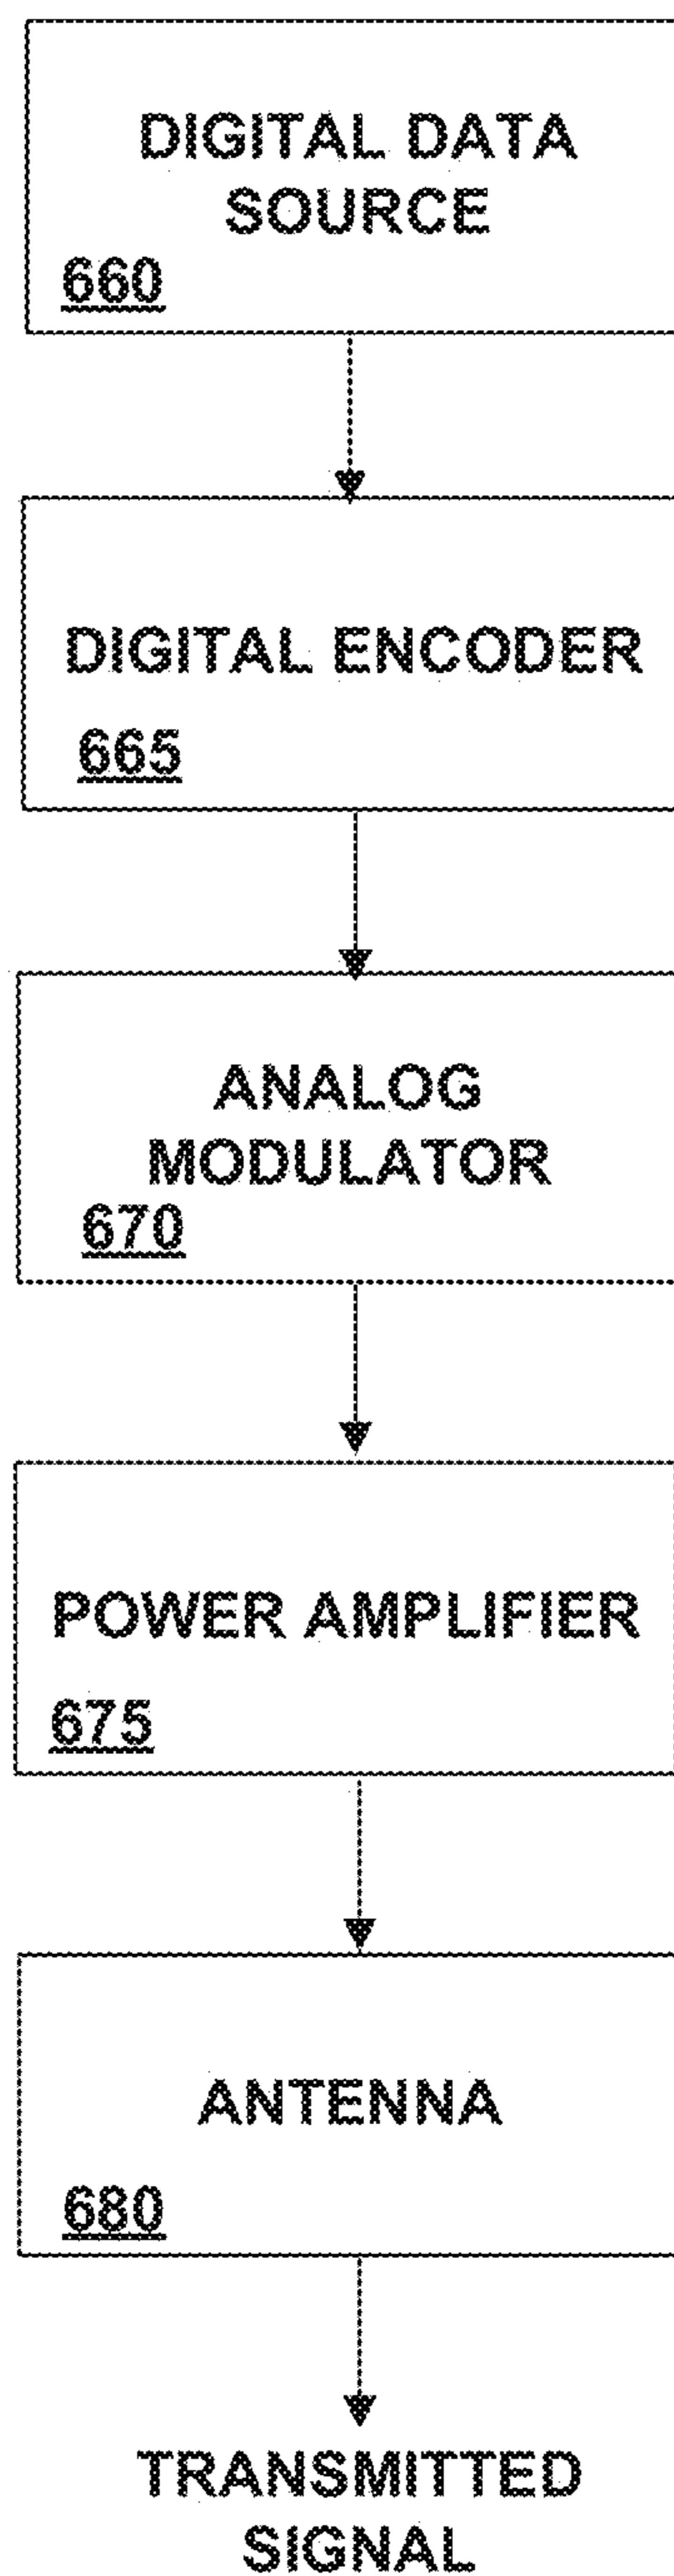 DIGITAL DATA
SOURCE
660
DIGITAL ENCODER
665
ANALOG
MODULATOR
670
POWER AMPLIFIER
675
ANTENNA
680
TRANSMITTED
SIGNAL